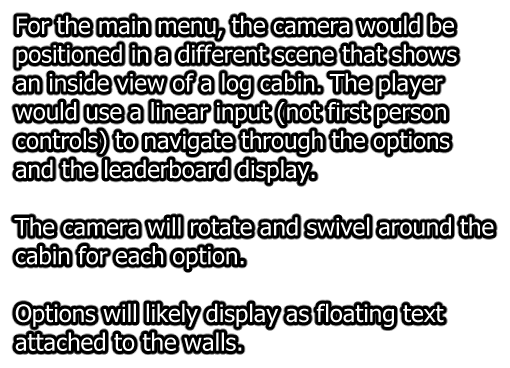 For the main menu, the camera would be
positioned in a different scene that shows
an inside view of a log cabin. The player
would use a linear input (not first person
controls) to navigate through the options
and the leaderboard display.
The camera will rotate and swivel around the
cabin for each option.
Options will likely display as floating text
attached to the walls.